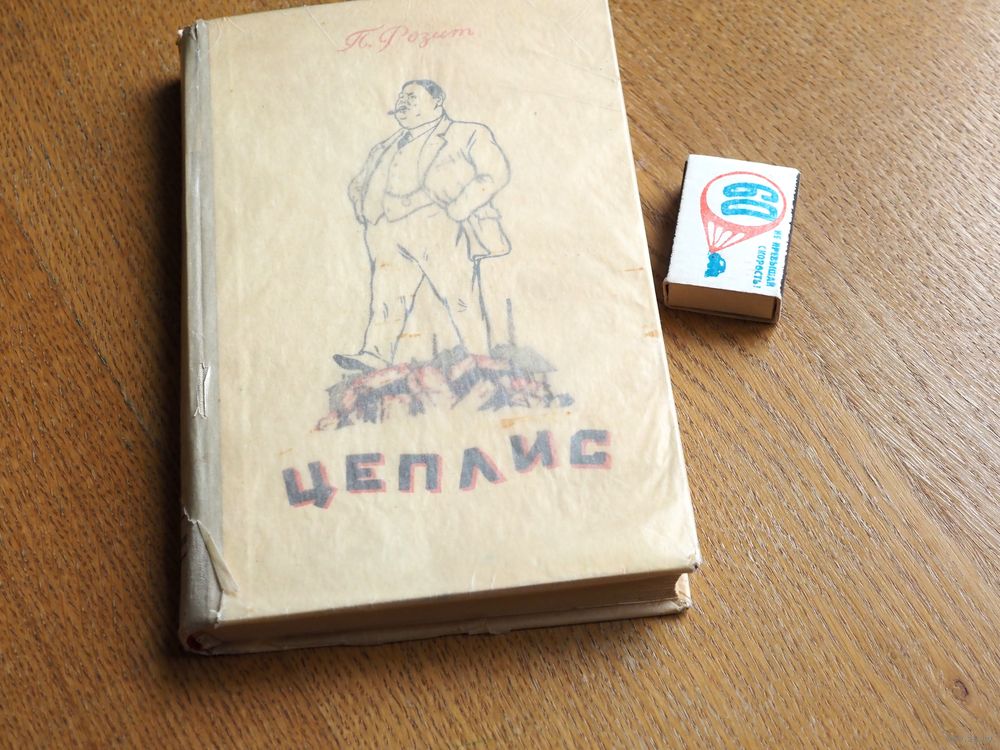 П. Розит
ЦЕПЛИС
60
НЕ ПРЕВЫШАЙ
СКОРОСТЬ!